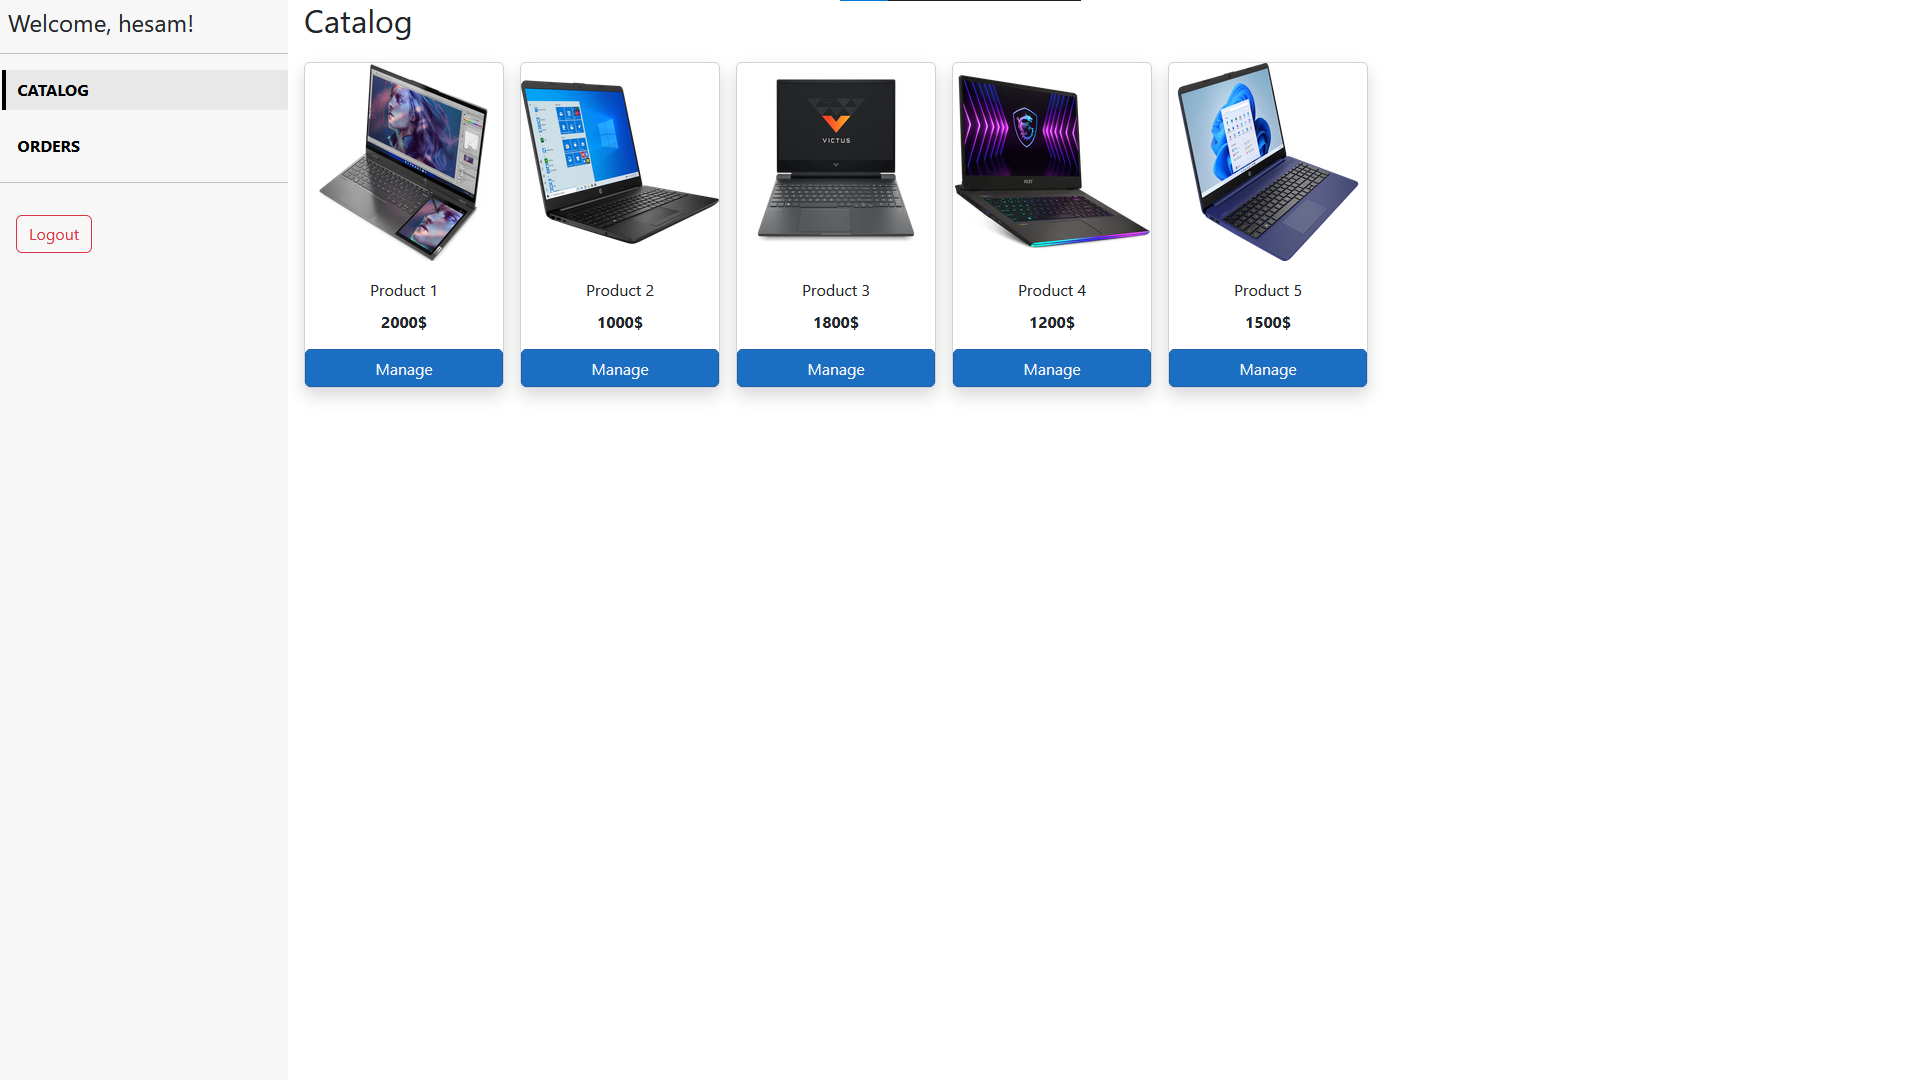 Welcome, hesam!
CATALOG
ORDERS
Logout
Catalog
VICTUS
Product 1
2000$
Manage
Product 2
1000$
Manage
Product 3
1800$
Manage
Product 4
1200$
Manage
Product 5
1500$
Manage